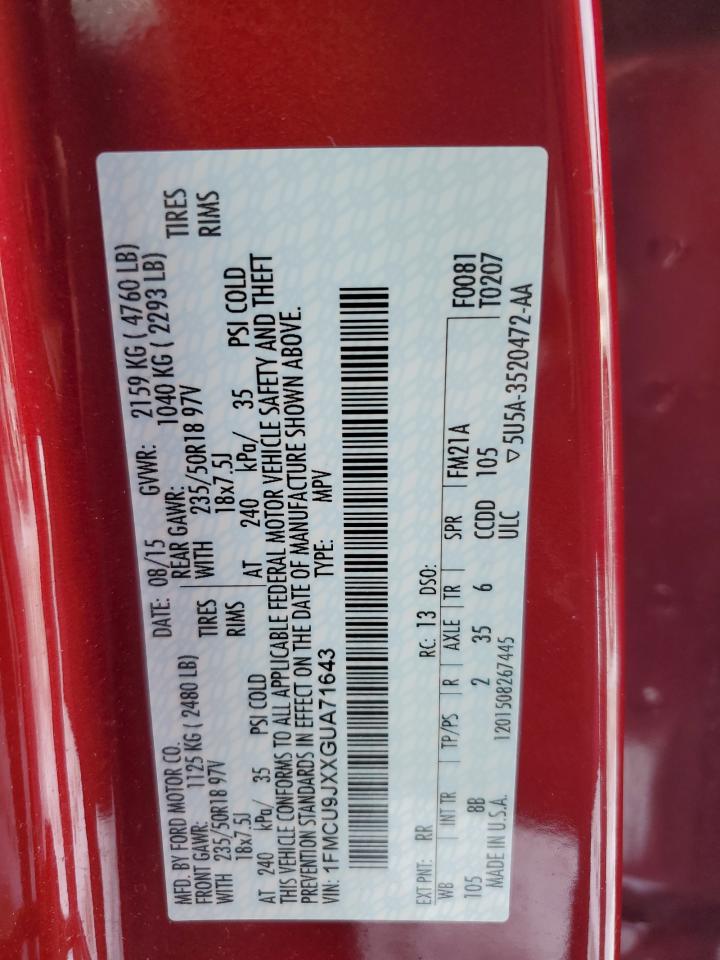 MFD. BY FORD MOTOR CO. DATE: 08/15 GVWR: 2159 KG ( 4760 LB)
FRONT GAWR: 1125 KG ( 2480 LB) REAR GAWR: 1040 KG ( 2293 LB)
WITH 235/50R18 97V TIRES WITH 235/50R18 97V TIRES
18x7.5J RIMS 18x7.5J RIMS
AT 240 kPa/ 35 PSI COLD AT 240 kPa/ 35 PSI COLD
THIS VEHICLE CONFORMS TO ALL APPLICABLE FEDERAL MOTOR VEHICLE SAFETY AND THEFT
PREVENTION STANDARDS IN EFFECT ON THE DATE OF MANUFACTURE SHOWN ABOVE.
VIN: 1FMCU9JXXGUA71643 TYPE: MPV
EXT PNT: RR RC: 13 DSO: F0081
WB INT TR TP/PS R AXLE TR SPR FM21A T0207
105 8B 2 35 6 CCDD 105
MADE IN U.S.A. 1201508267445 ULC ▽5U5A-3520472-AA